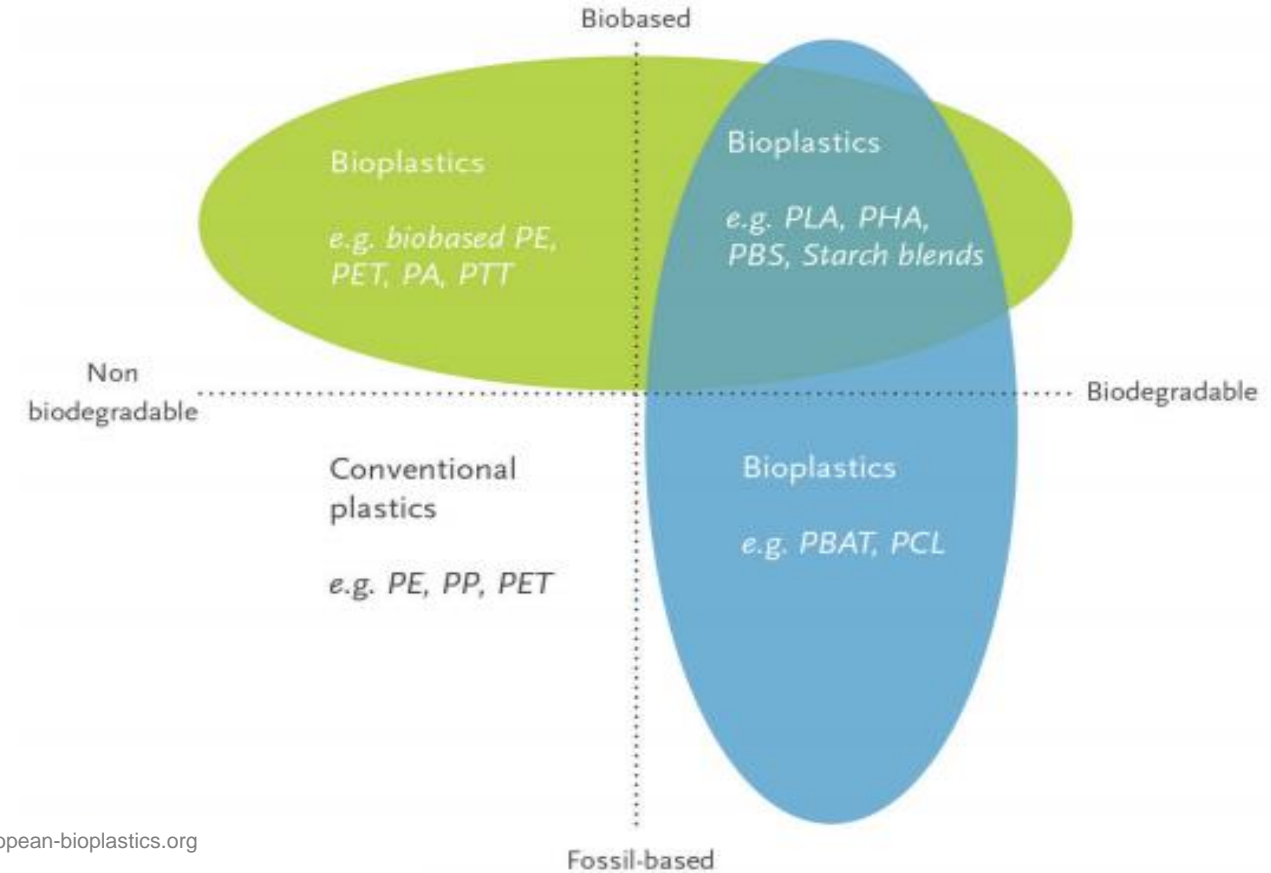 Biobased
Bioplastics
e.g. biobased PE,
PET, PA, PTT
Bioplastics
e.g. PLA, PHA,
PBS, Starch blends
Non
biodegradable
Biodegradable
Conventional
plastics
e.g. PE, PP, PET
Bioplastics
e.g. PBAT, PCL
opean-bioplastics.org
Fossil-based